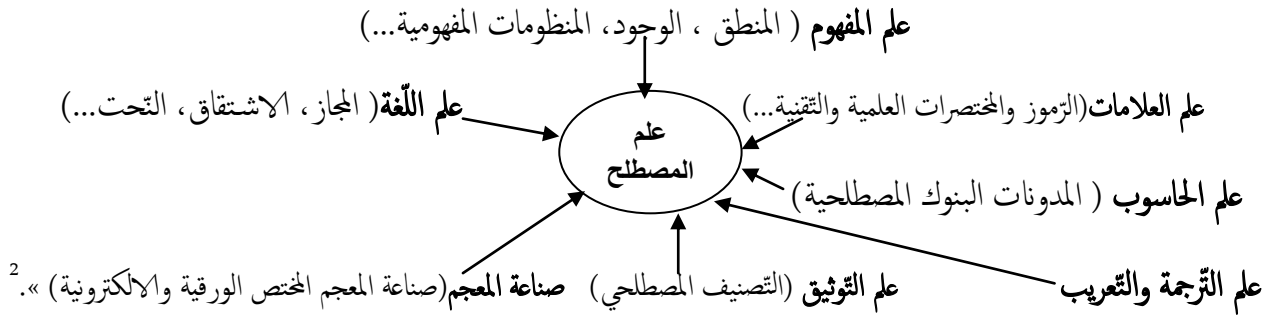 علم المفهوم ( المنطق ، الوجود، المنظومات المفهومية...)
علم العلامات(الرّموز والمختصرات العلمية والتّقنية...)
علم اللّغة( المجاز، الاشتقاق، النّحت...)
علم
المصطلح
علم الحاسوب ( المدونات البنوك المصطلحية)
علم التّرجمة والتّعريب
علم التّوثيق (التّصنيف المصطلحي)
صناعة المعجم(صناعة المعجم المختص الورقية والالكترونية) ».2